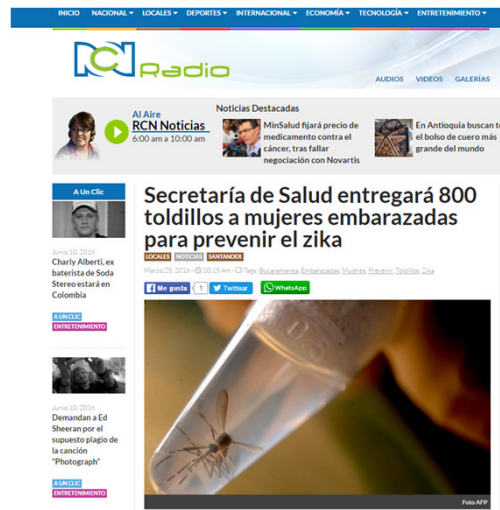 INICIO NACIONAL LOCALES DEPORTES INTERNACIONAL ECONOMÍA TECNOLOGÍA ENTRETENIMIENTO
RCN Radio
AUDIOS VIDEOS GALERÍAS
Al Aire
RCN Noticias
6:00 am a 10:00 am
Noticias Destacadas
MinSalud fijará precio de
medicamento contra el
cáncer, tras fallar
negociación con Novartis
En Antioquia buscan
el bolso de cuero más
grande del mundo
A Un Clic
Junio 10, 2016
Charly Alberti, ex
baterista de Soda
Stereo estará en
Colombia
A UN CLIC
ENTRETENIMIENTO
Junio 10, 2016
Demandan a Ed
Sheeran por el
supuesto plagio de
la canción
"Photograph"
A UN CLIC
ENTRETENIMIENTO
Secretaría de Salud entregará 800
toldillos a mujeres embarazadas
para prevenir el zika
LOCALES NOTICIAS SANTANDER
Marzo 25, 2016 - 10:15 Am - Tags: Bucaramanga, Embarazadas, Mujeres, Prevenir, Toldillos, Zika
Me gusta 1 Twittear WhatsApp
Foto AFP